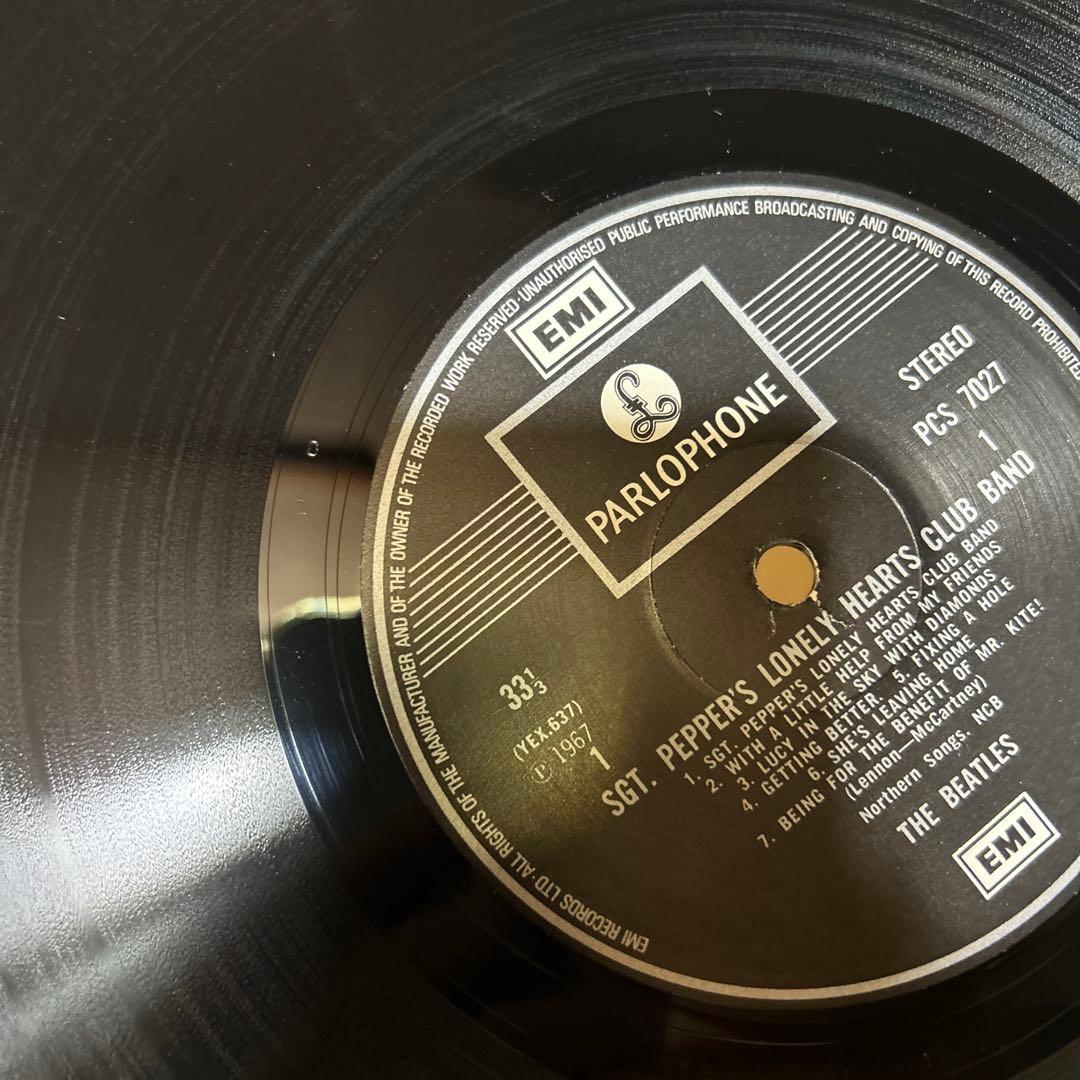 EMI RECORDS LTD · ALL RIGHTS OF THE MANUFACTURER AND OF THE OWNER OF THE RECORDED WORK RESERVED · UNAUTHORISED PUBLIC PERFORMANCE BROADCASTING AND COPYING OF THIS RECORD PROHIBITED
EMI
£
PARLOPHONE
STEREO
PCS 7027
1
33⅓
(YEX.637)
℗ 1967
1
SGT. PEPPER'S LONELY HEARTS CLUB BAND
1. SGT. PEPPER'S LONELY HEARTS CLUB BAND
2. WITH A LITTLE HELP FROM MY FRIENDS
3. LUCY IN THE SKY WITH DIAMONDS
4. GETTING BETTER. 5. FIXING A HOLE
6. SHE'S LEAVING HOME
7. BEING FOR THE BENEFIT OF MR. KITE!
(Lennon—McCartney)
Northern Songs. NCB
THE BEATLES
EMI